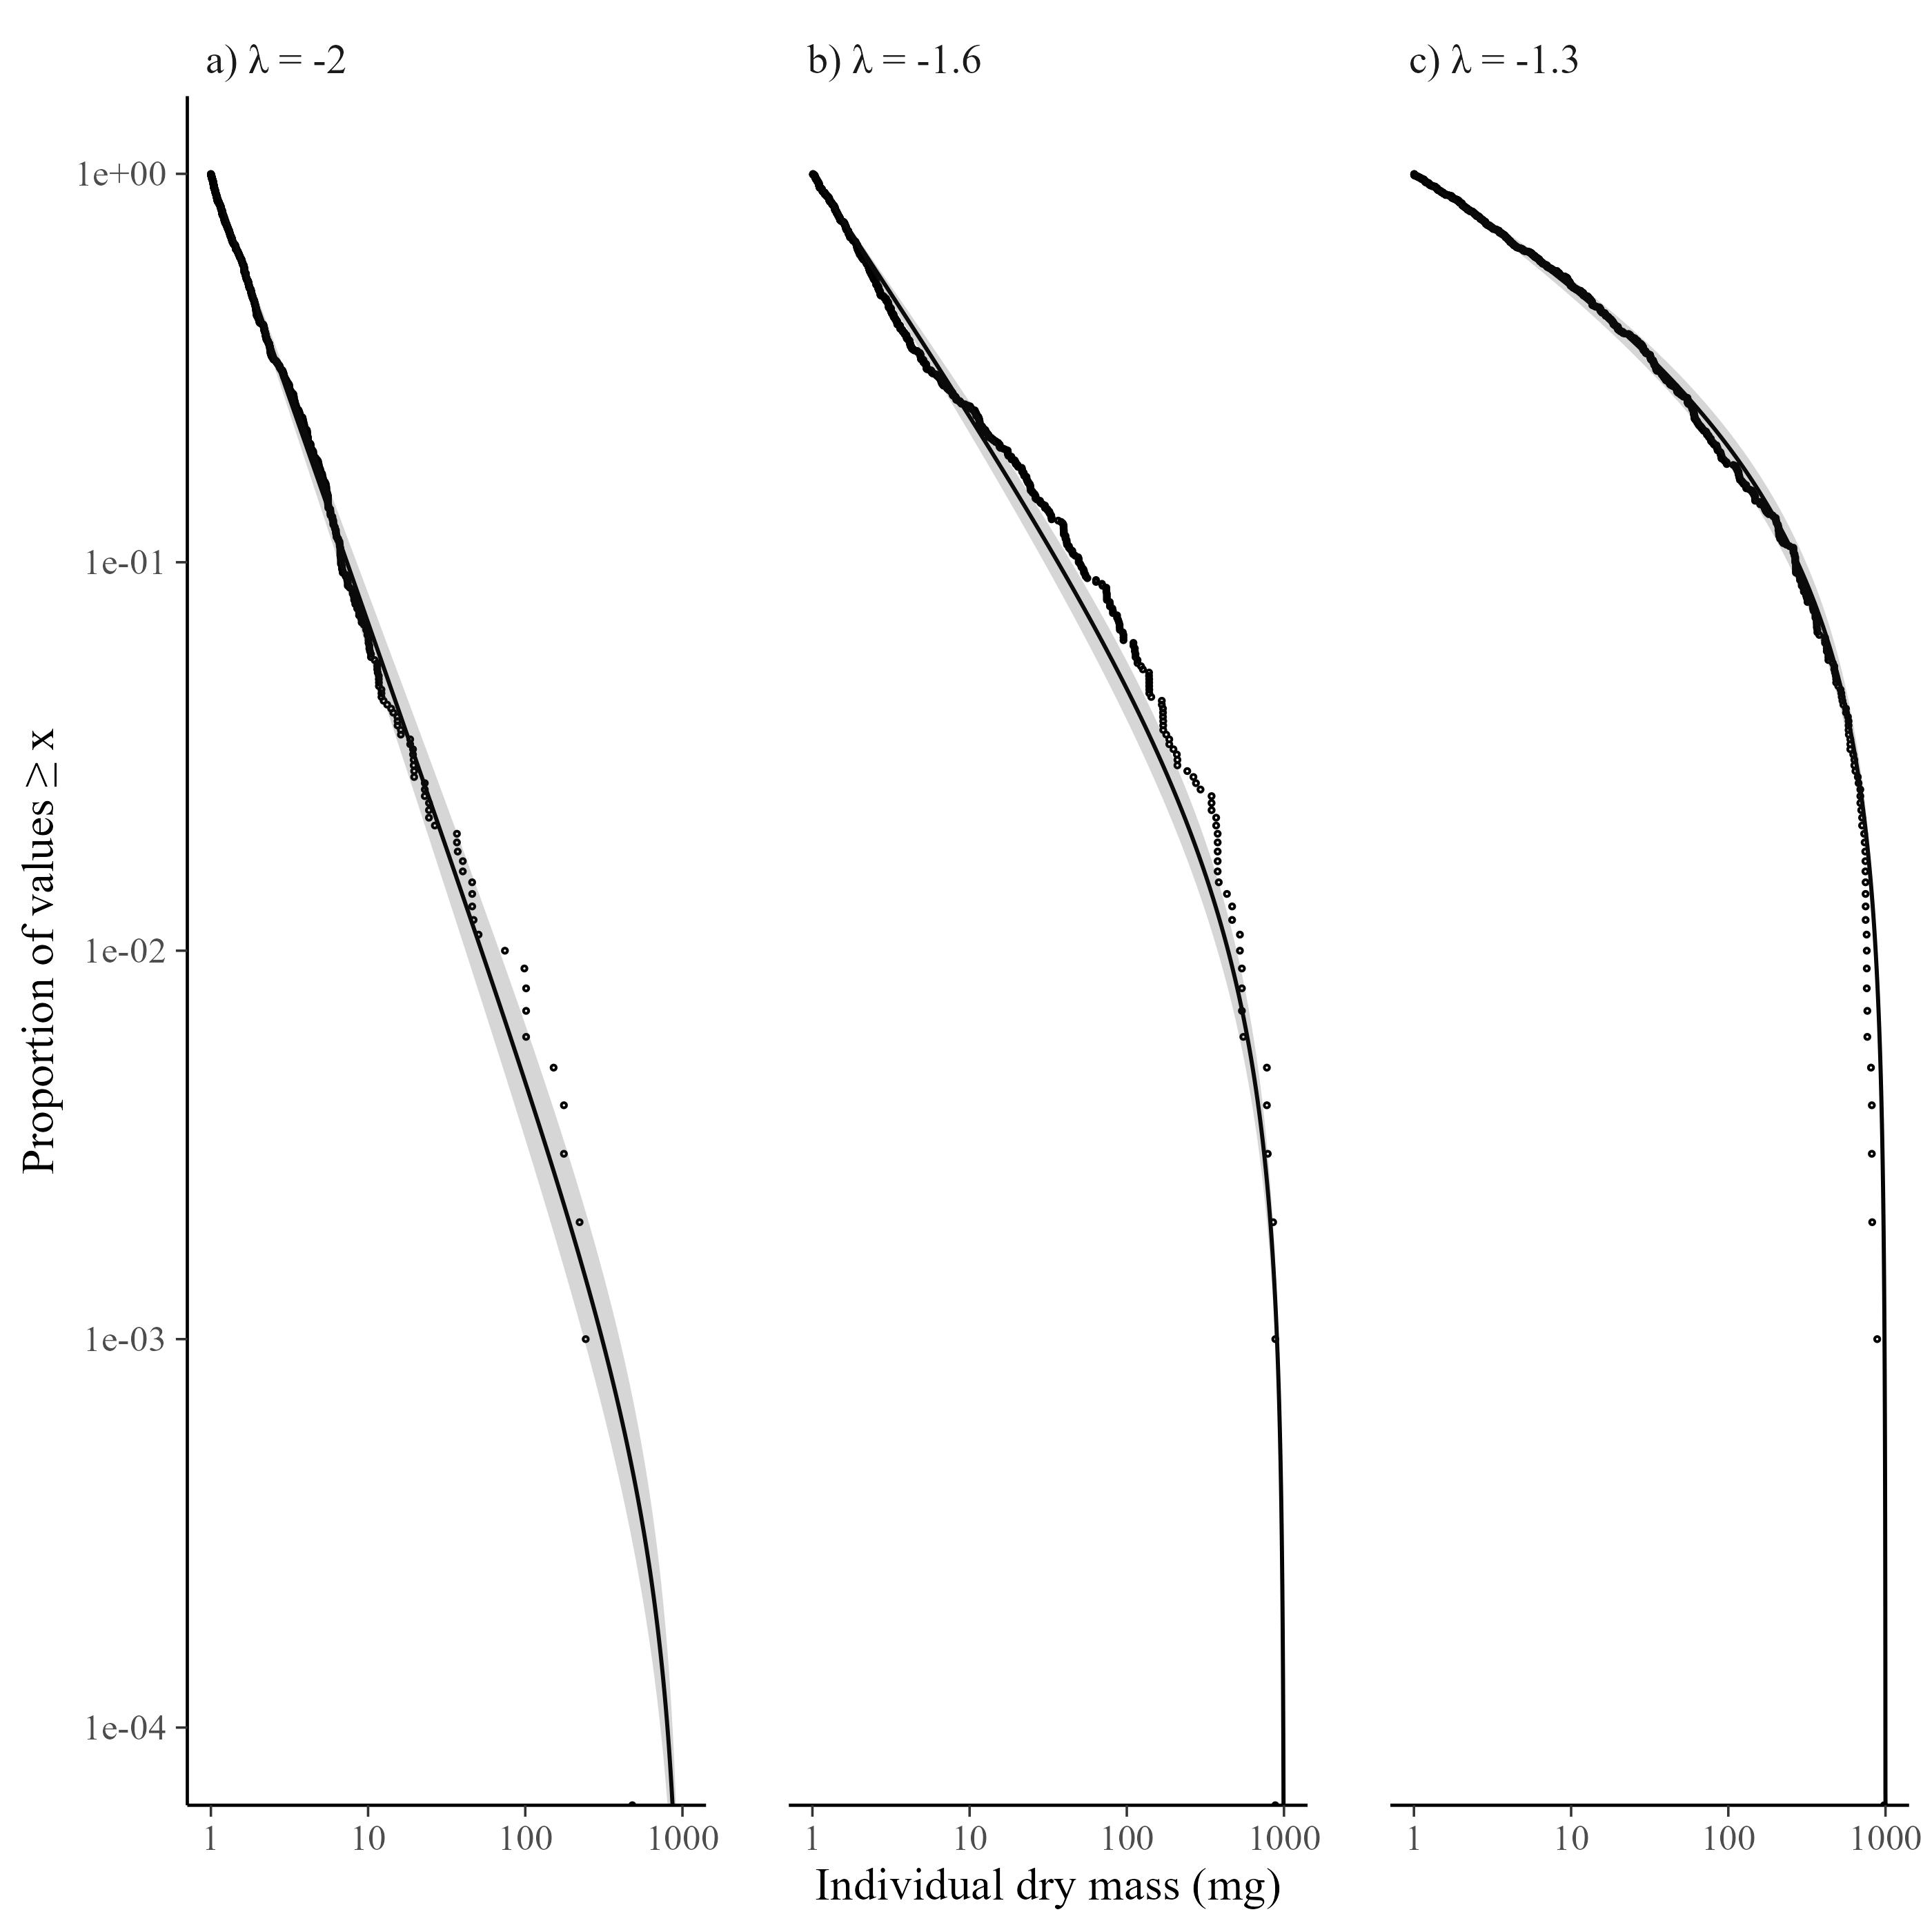 a) λ = -2
b) λ = -1.6
c) λ = -1.3
Proportion of values ≥ x
1e+00
1e-01
1e-02
1e-03
1e-04
1 10 100 1000
1 10 100 1000
1 10 100 1000
Individual dry mass (mg)